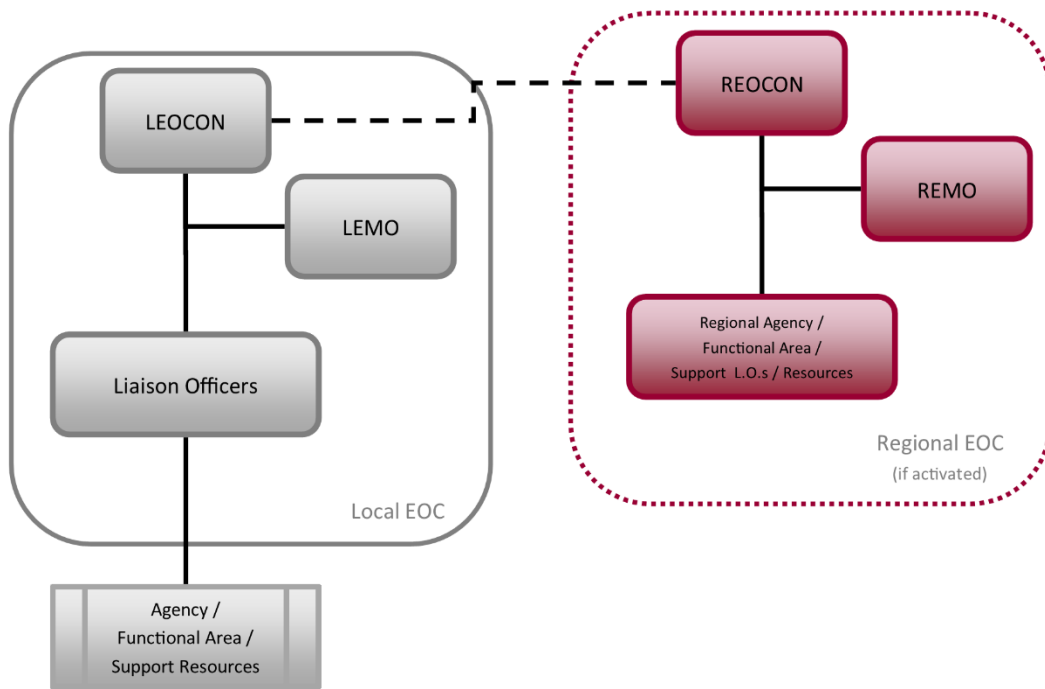 LEOCON
LEMO
Liaison Officers
Local EOC
Agency /
Functional Area /
Support Resources
REOCON
REMO
Regional Agency /
Functional Area /
Support L.O.s / Resources
Regional EOC
(if activated)